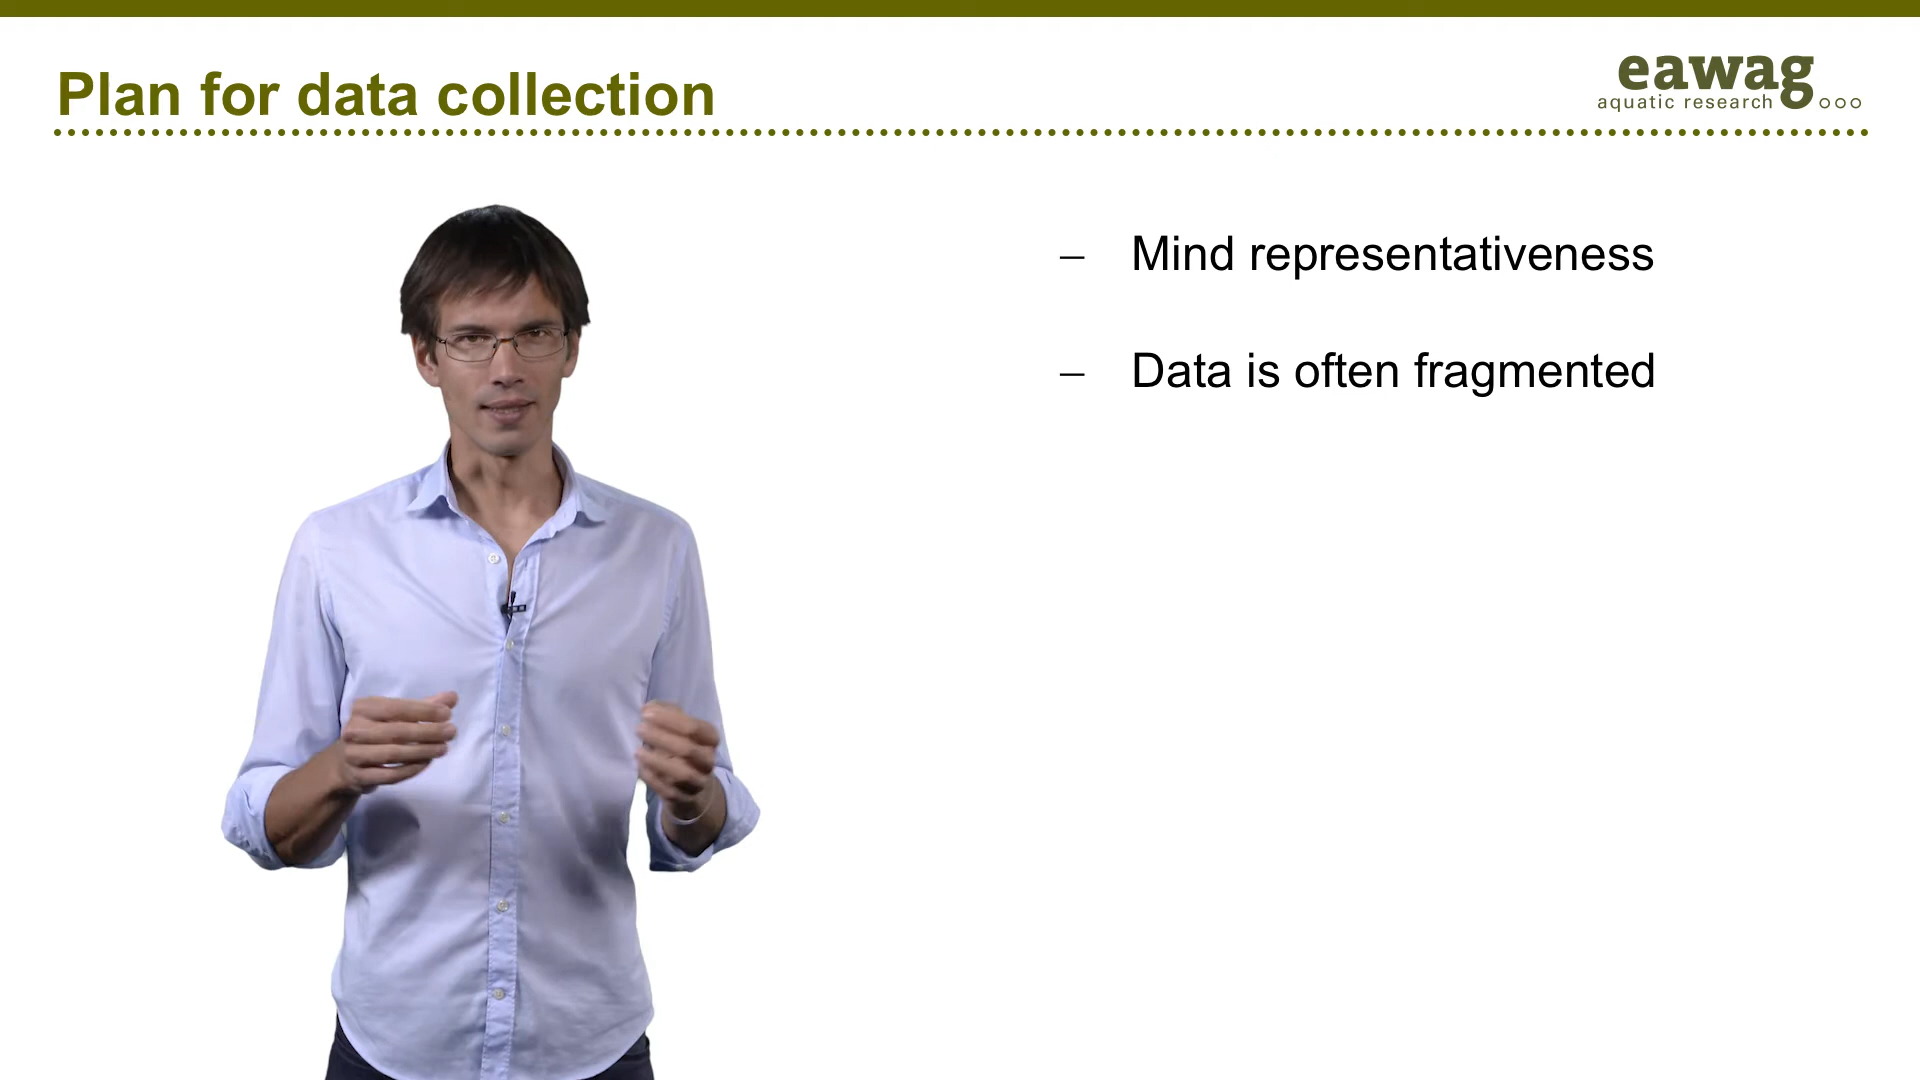 Plan for data collection
eawag
aquatic research
– Mind representativeness
– Data is often fragmented